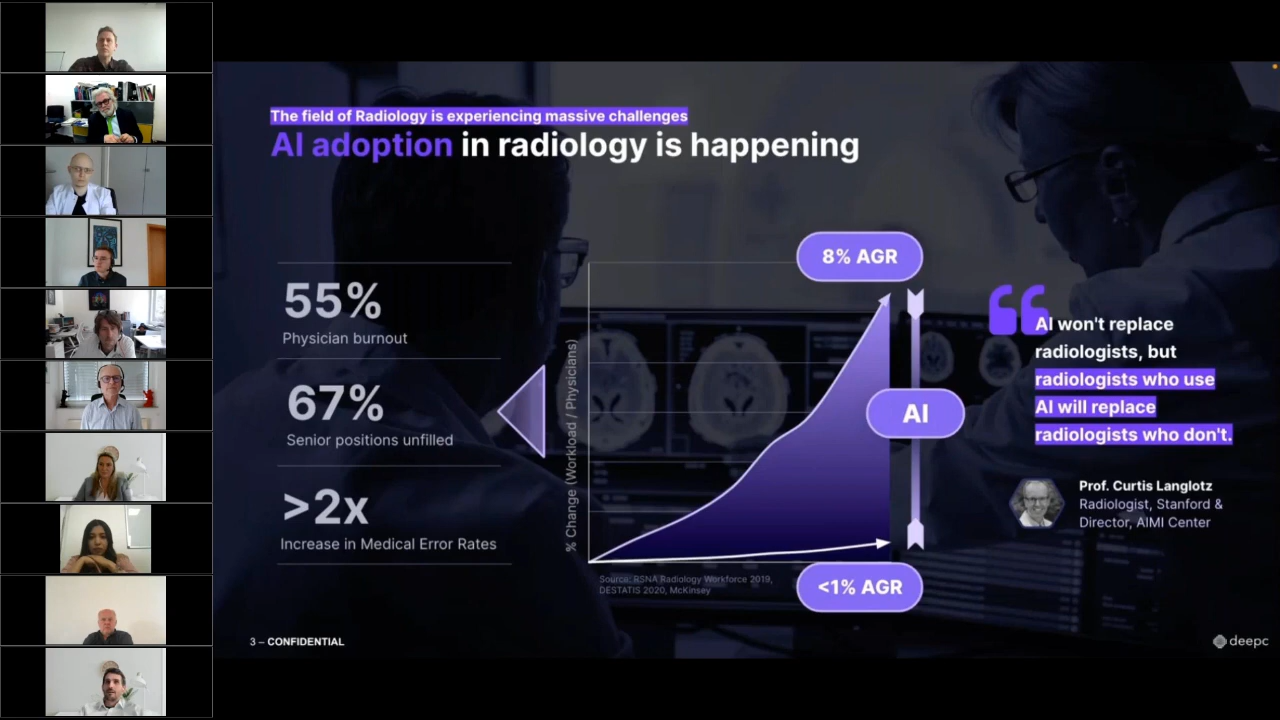 The field of Radiology is experiencing massive challenges
AI adoption in radiology is happening
55%
Physician burnout
67%
Senior positions unfilled
>2x
Increase in Medical Error Rates
% Change (Workload / Physicians)
8% AGR
AI
<1% AGR
Source: RSNA Radiology Workforce 2019,
DESTATIS 2020, McKinsey
AI won't replace
radiologists, but
radiologists who use
AI will replace
radiologists who don't.
Prof. Curtis Langlotz
Radiologist, Stanford &
Director, AIMI Center
3 – CONFIDENTIAL
deepc